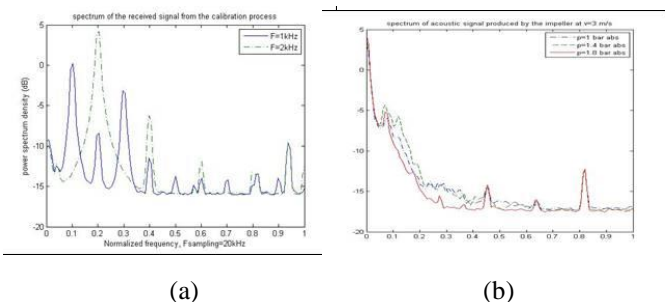 spectrum of the received signal from the calibration process
F=1kHz
F=2kHz
5
0
-5
-10
-15
-20
power spectrum density (dB)
0 0.1 0.2 0.3 0.4 0.5 0.6 0.7 0.8 0.9 1
Normalized frequency, Fsampling=20kHz
(a)
spectrum of acoustic signal produced by the impeller at v=3 m/s
p=1 bar abs
p=1.4 bar abs
p=1.8 bar abs
5
0
-5
-10
-15
-20
0 0.1 0.2 0.3 0.4 0.5 0.6 0.7 0.8 0.9 1
(b)